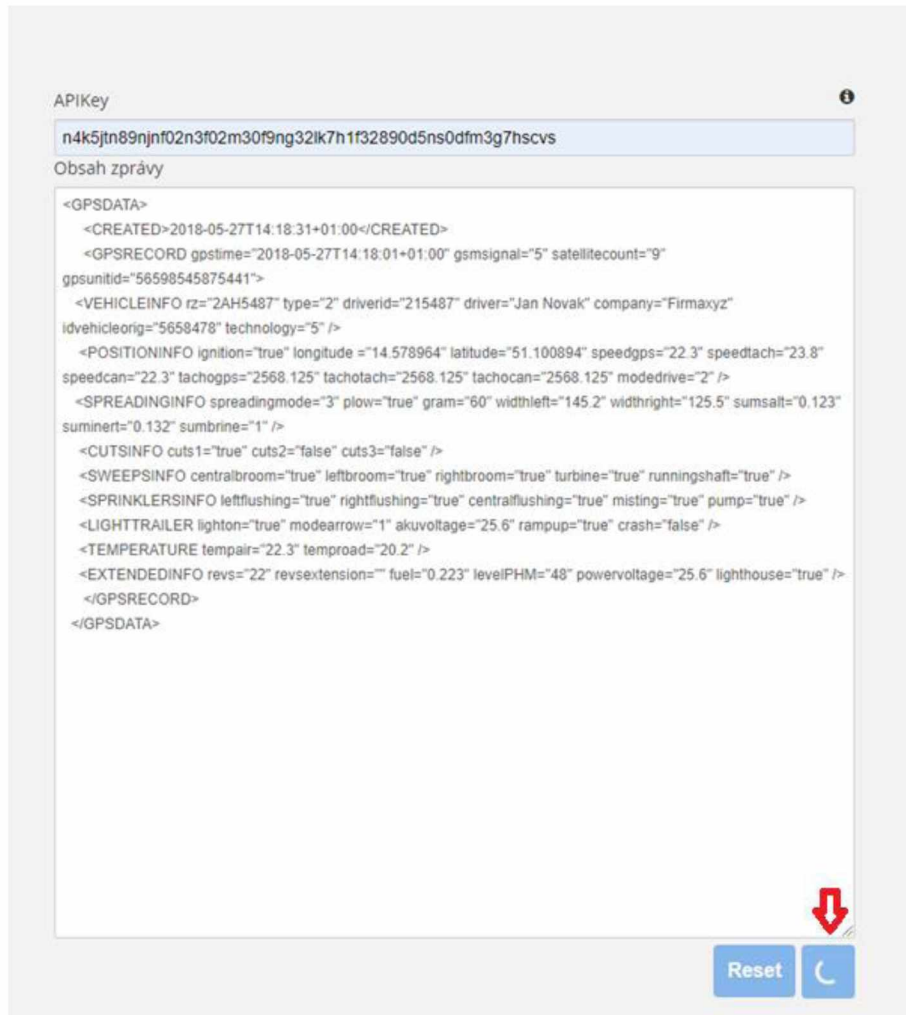 APIKey
n4k5jtn89njnf02n3f02m30f9ng32lk7h1f32890d5ns0dfm3g7hscvs
Obsah zprávy
<GPSDATA>
<CREATED>2018-05-27T14:18:31+01:00</CREATED>
<GPSRECORD gpstime="2018-05-27T14:18:01+01:00" gsmsignal="5" satellitecount="9"
gpsunitid="56598545875441">
<VEHICLEINFO rz="2AH5487" type="2" driverid="215487" driver="Jan Novak" company="Firmaxyz"
idvehicleorig="5658478" technology="5" />
<POSITIONINFO ignition="true" longitude ="14.578964" latitude="51.100894" speedgps="22.3" speedtach="23.8"
speedcan="22.3" tachogps="2568.125" tachotach="2568.125" tachocan="2568.125" modedrive="2" />
<SPREADINGINFO spreadingmode="3" plow="true" gram="60" widthleft="145.2" widthright="125.5" sumsalt="0.123"
suminert="0.132" sumbrine="1" />
<CUTSINFO cuts1="true" cuts2="false" cuts3="false" />
<SWEEPSINFO centralbroom="true" leftbroom="true" rightbroom="true" turbine="true" runningshaft="true" />
<SPRINKLERSINFO leftflushing="true" rightflushing="true" centralflushing="true" misting="true" pump="true" />
<LIGHTTRAILER lighton="true" modearrow="1" akuvoltage="25.6" rampup="true" crash="false" />
<TEMPERATURE tempair="22.3" temproad="20.2" />
<EXTENDEDINFO revs="22" revsextension="" fuel="0.223" levelPHM="48" powervoltage="25.6" lighthouse="true" />
</GPSRECORD>
</GPSDATA>
Reset